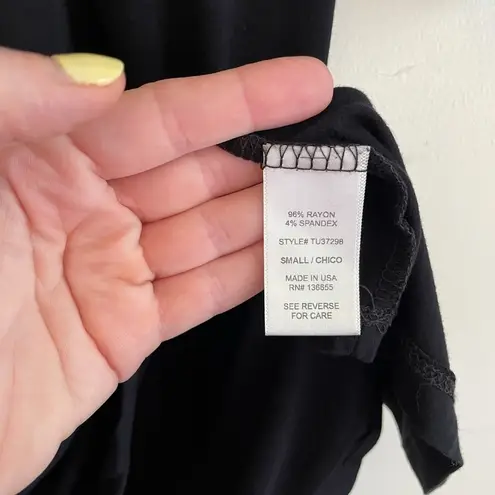 96% RAYON
4% SPANDEX
STYLE# TU37298
SMALL / CHICO
MADE IN USA
RN# 136855
SEE REVERSE
FOR CARE